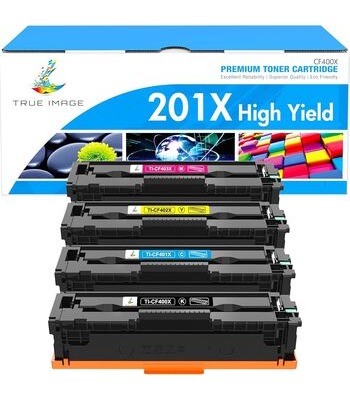 CF400X
PREMIUM TONER CARTRIDGE
Excellent Reliability | Superior Quality | Eco Friendly
TRUE IMAGE
201X High Yield
TI-CF403X M
TI-CF402X Y
TI-CF401X C
TI-CF400X K